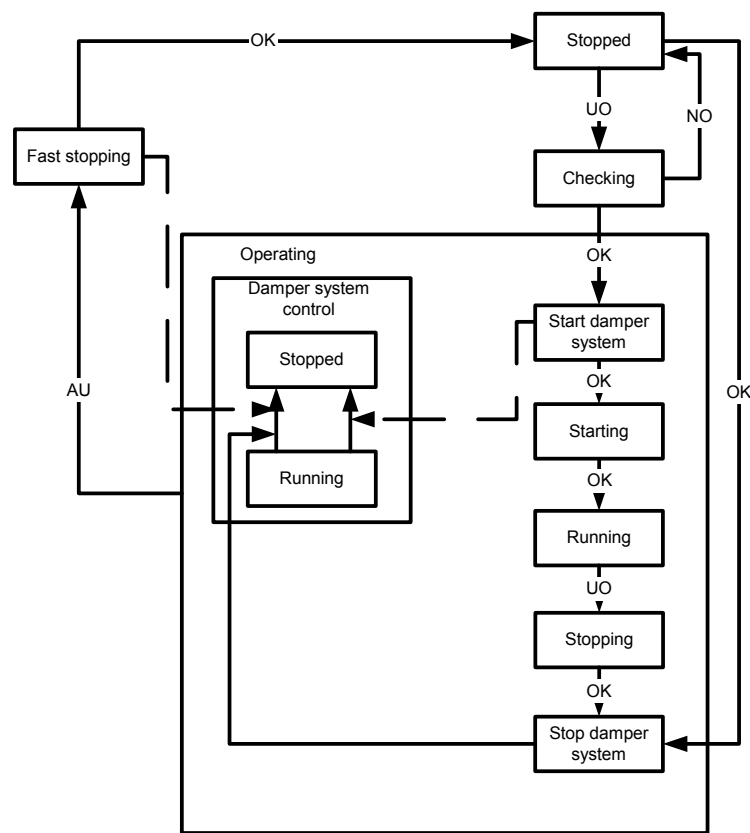 OK
Stopped
UO
NO
Fast stopping
Checking
Operating
OK
Damper system
control
Start damper
system
Stopped
AU
OK
OK
Starting
Running
OK
Running
UO
Stopping
OK
Stop damper
system